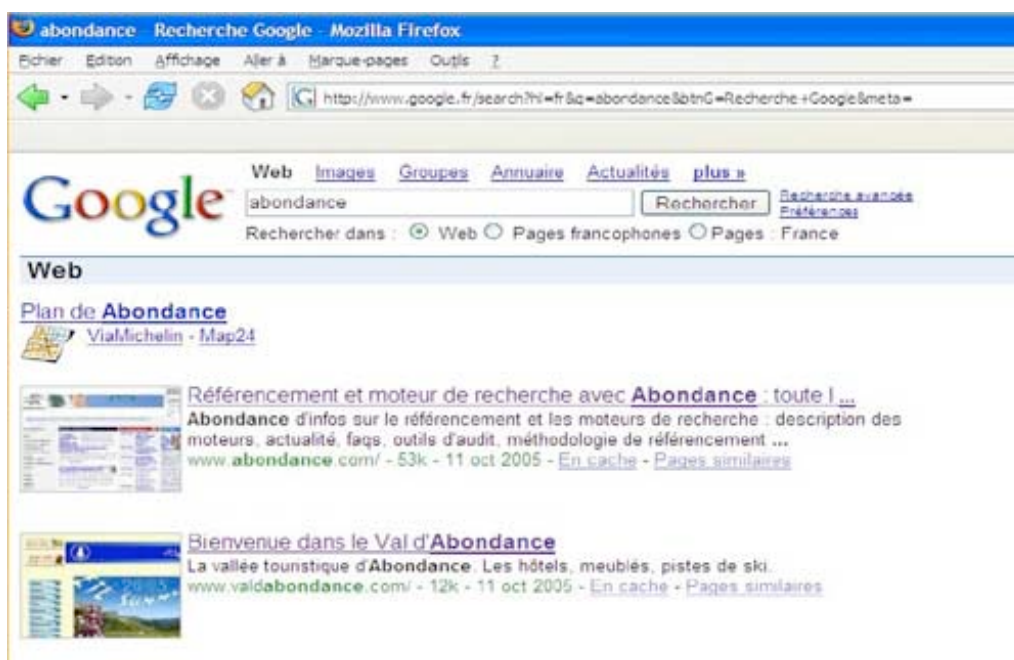 abondance - Recherche Google - Mozilla Firefox
Fichier Edition Affichage Aller à Marque-pages Outils ?
http://www.google.fr/search?hl=fr&q=abondance&btnG=Recherche+Google&meta=
Web Images Groupes Annuaire Actualités plus »
Google™
abondance Rechercher Recherche avancée
Préférences
Rechercher dans : Web Pages francophones Pages : France
Web
Plan de Abondance
ViaMichelin - Map24
Référencement et moteur de recherche avec Abondance : toute l ...
Abondance d'infos sur le référencement et les moteurs de recherche : description des
moteurs, actualité, faqs, outils d'audit, méthodologie de référencement ...
www.abondance.com/ - 53k - 11 oct 2005 - En cache - Pages similaires
Bienvenue dans le Val d'Abondance
La vallée touristique d'Abondance. Les hôtels, meublés, pistes de ski.
www.valdabondance.com/ - 12k - 11 oct 2005 - En cache - Pages similaires